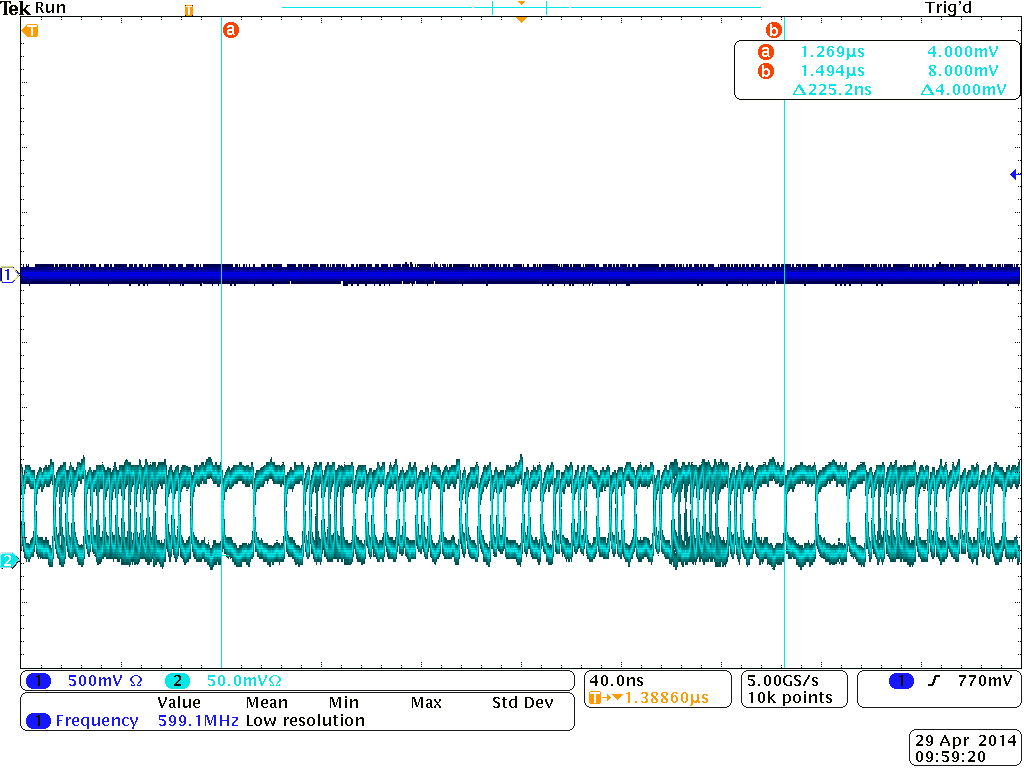 Tek Run Trig'd
T
T a b
a 1.269µs 4.000mV
b 1.494µs 8.000mV
Δ225.2ns Δ4.000mV
1
2
1 500mV Ω 2 50.0mVΩ 40.0ns 5.00GS/s 1 770mV
T→▼1.38860µs 10k points
Value Mean Min Max Std Dev
1 Frequency 599.1MHz Low resolution
29 Apr 2014
09:59:20